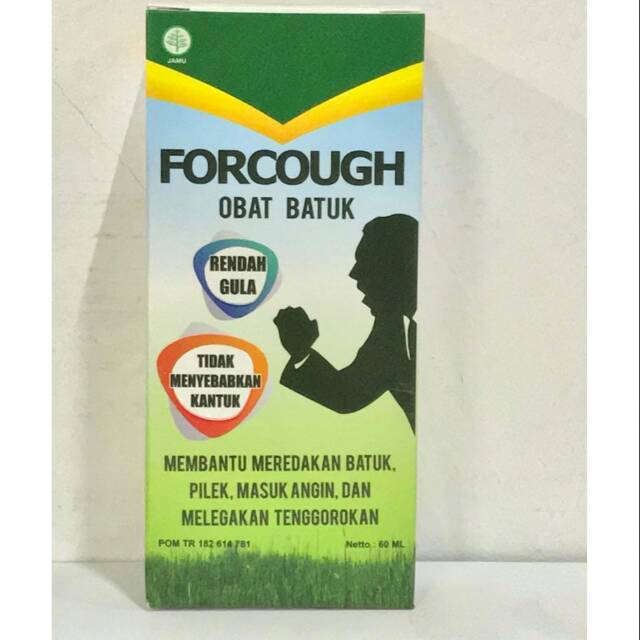 JAMU
FORCOUGH
OBAT BATUK
RENDAH
GULA
TIDAK
MENYEBABKAN
KANTUK
MEMBANTU MEREDAKAN BATUK,
PILEK, MASUK ANGIN, DAN
MELEGAKAN TENGGOROKAN
POM TR 182 614 781 Netto : 60 ML